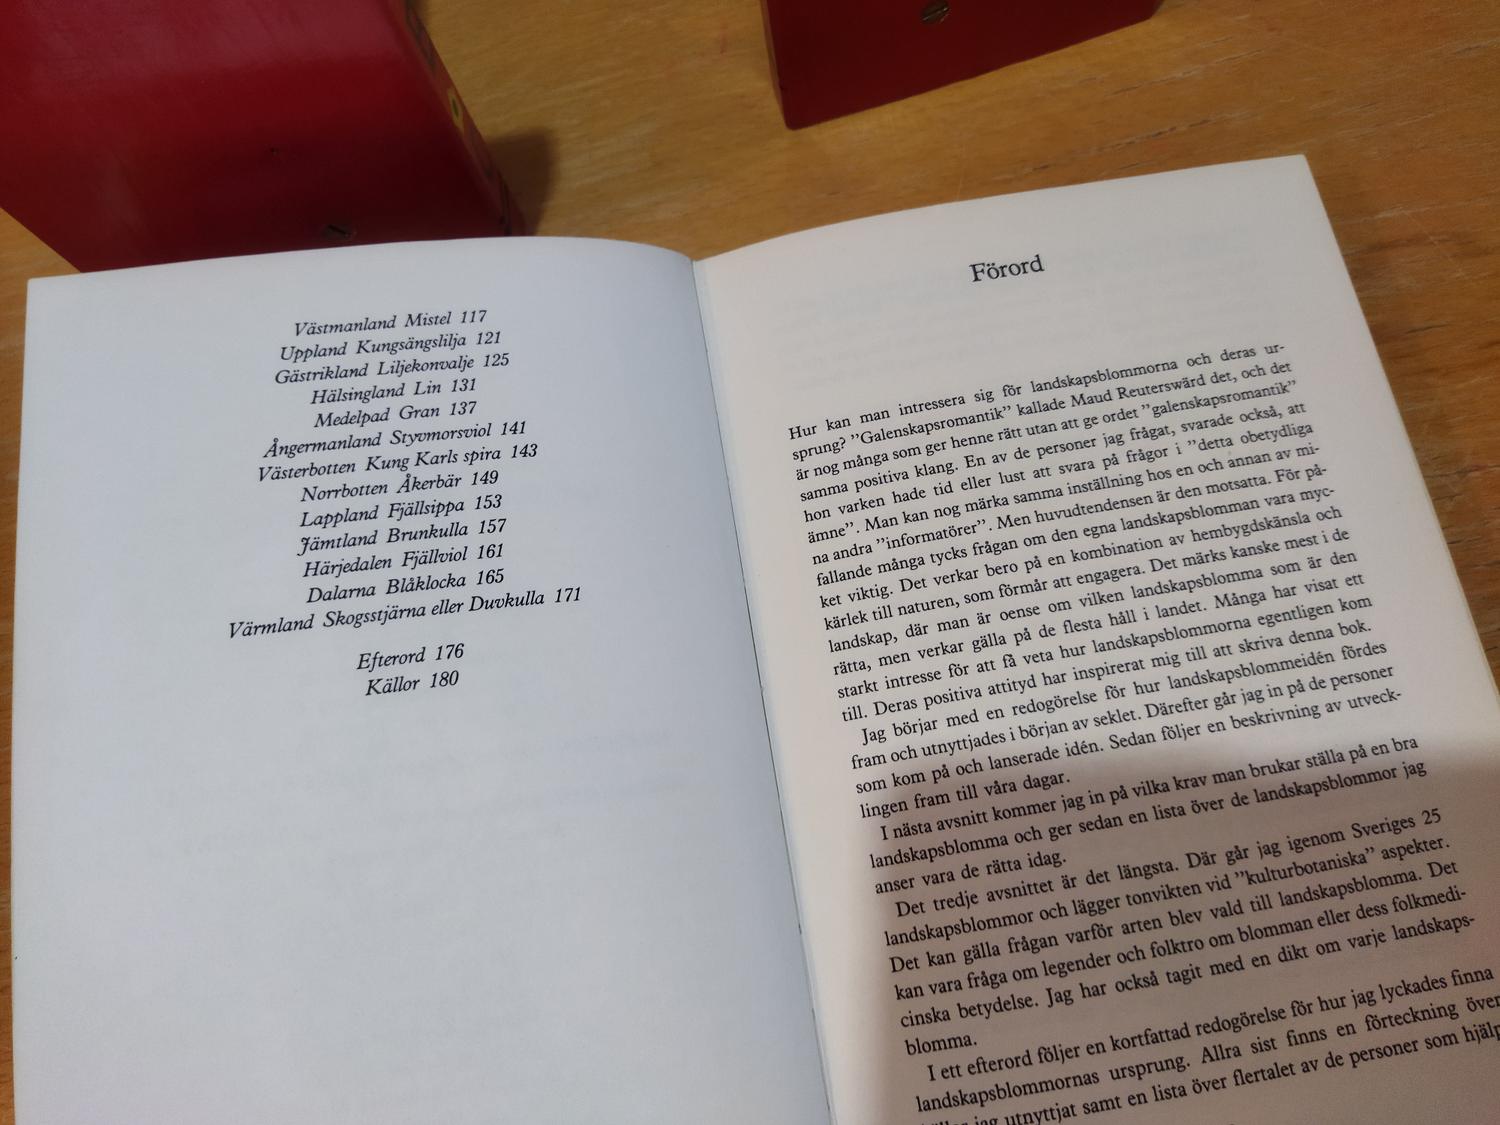 Västmanland Mistel 117
Uppland Kungsängslilja 121
Gästrikland Liljekonvalje 125
Hälsingland Lin 131
Medelpad Gran 137
Ångermanland Styvmorsviol 141
Västerbotten Kung Karls spira 143
Norrbotten Åkerbär 149
Lappland Fjällsippa 153
Jämtland Brunkulla 157
Härjedalen Fjällviol 161
Dalarna Blåklocka 165
Värmland Skogsstjärna eller Duvkulla 171
Efterord 176
Källor 180
Förord
Hur kan man intressera sig för landskapsblommorna och deras ur-
sprung? ”Galenskapsromantik” kallade Maud Reuterswärd det, och det
är nog många som ger henne rätt utan att ge ordet ”galenskapsromantik”
samma positiva klang. En av de personer jag frågat, svarade också, att
hon varken hade tid eller lust att svara på frågor i ”detta obetydliga
ämne”. Man kan nog märka samma inställning hos en och annan av mi-
na andra ”informatörer”. Men huvudtendensen är den motsatta. För på-
fallande många tycks frågan om den egna landskapsblomman vara myc-
ket viktig. Det verkar bero på en kombination av hembygdskänsla och
kärlek till naturen, som förmår att engagera. Det märks kanske mest i de
landskap, där man är oense om vilken landskapsblomma som är den
rätta, men verkar gälla på de flesta håll i landet. Många har visat ett
starkt intresse för att få veta hur landskapsblommorna egentligen kom
till. Deras positiva attityd har inspirerat mig till att skriva denna bok.
Jag börjar med en redogörelse för hur landskapsblommeidén fördes
fram och utnyttjades i början av seklet. Därefter går jag in på de personer
som kom på och lanserade idén. Sedan följer en beskrivning av utveck-
lingen fram till våra dagar.
I nästa avsnitt kommer jag in på vilka krav man brukar ställa på en bra
landskapsblomma och ger sedan en lista över de landskapsblommor jag
anser vara de rätta idag.
Det tredje avsnittet är det längsta. Där går jag igenom Sveriges 25
landskapsblommor och lägger tonvikten vid ”kulturbotaniska” aspekter.
Det kan gälla frågan varför arten blev vald till landskapsblomma. Det
kan vara fråga om legender och folktro om blomman eller dess folkmedi-
cinska betydelse. Jag har också tagit med en dikt om varje landskaps-
blomma.
I ett efterord följer en kortfattad redogörelse för hur jag lyckades finna
landskapsblommornas ursprung. Allra sist finns en förteckning över
jag utnyttjat samt en lista över flertalet av de personer som